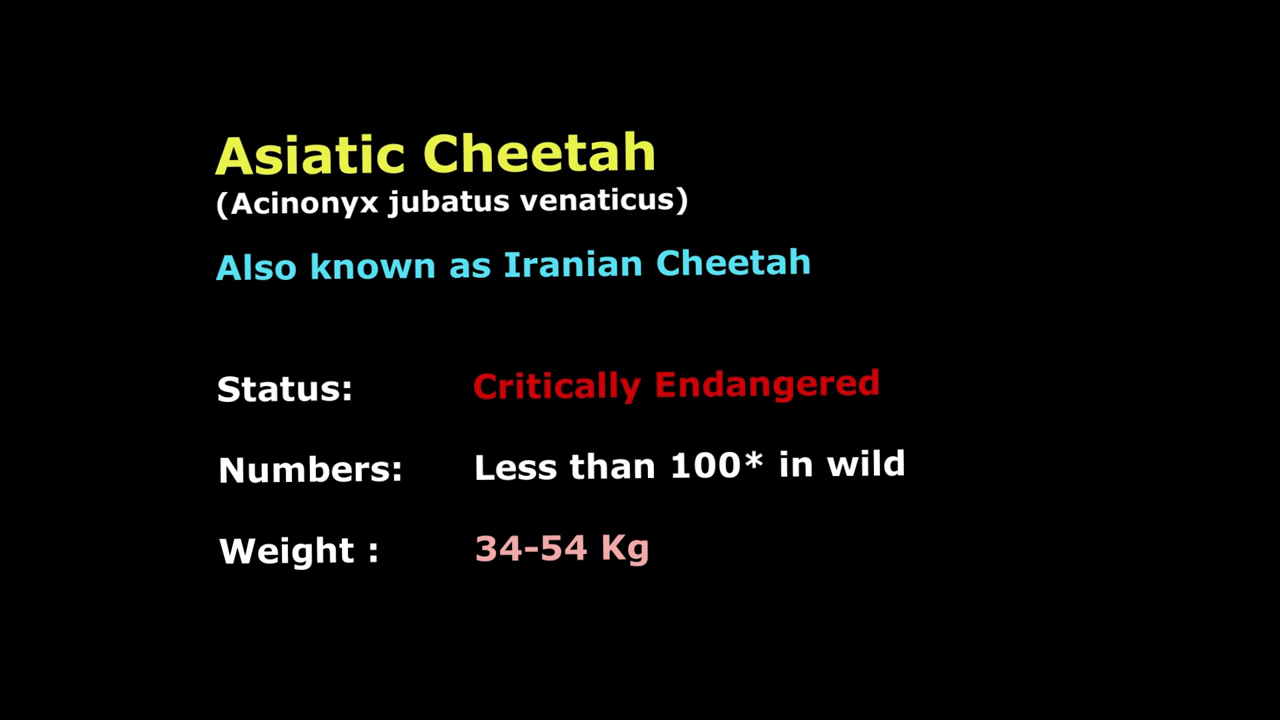 Asiatic Cheetah
(Acinonyx jubatus venaticus)
Also known as Iranian Cheetah
Status: Critically Endangered
Numbers: Less than 100* in wild
Weight : 34-54 Kg